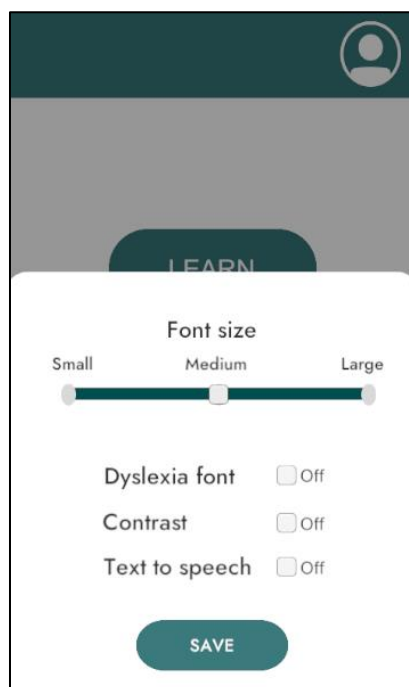 LEARN
Font size
Small Medium Large
Dyslexia font Off
Contrast Off
Text to speech Off
SAVE